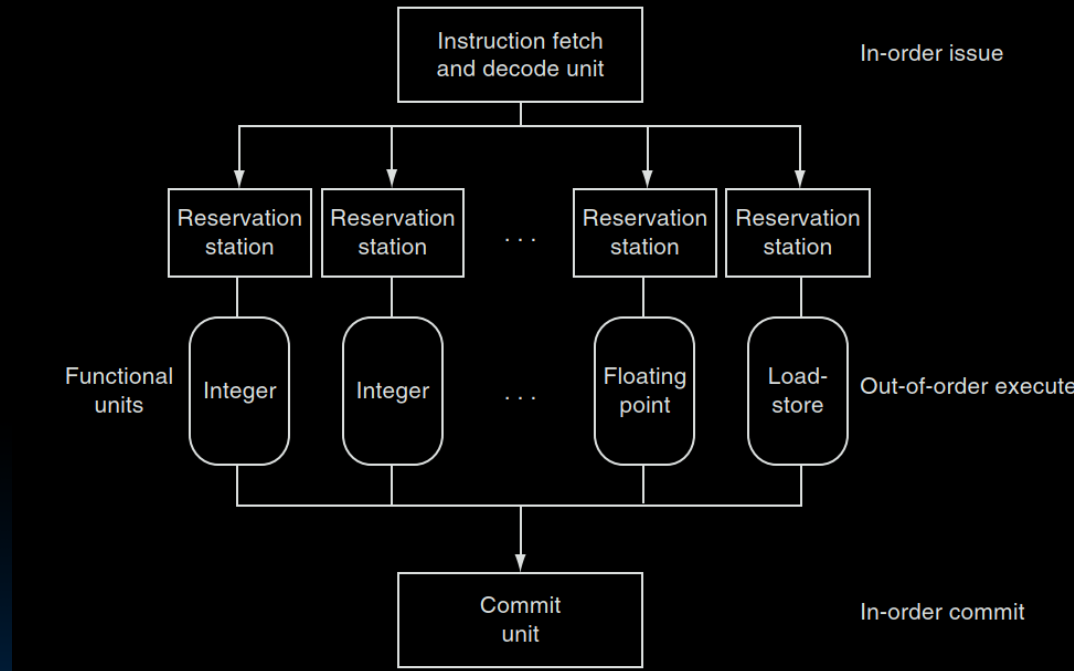 Instruction fetch
and decode unit
In-order issue
Reservation
station
Reservation
station
. . .
Reservation
station
Reservation
station
Functional
units
Integer
Integer
. . .
Floating
point
Load-
store
Out-of-order execute
Commit
unit
In-order commit